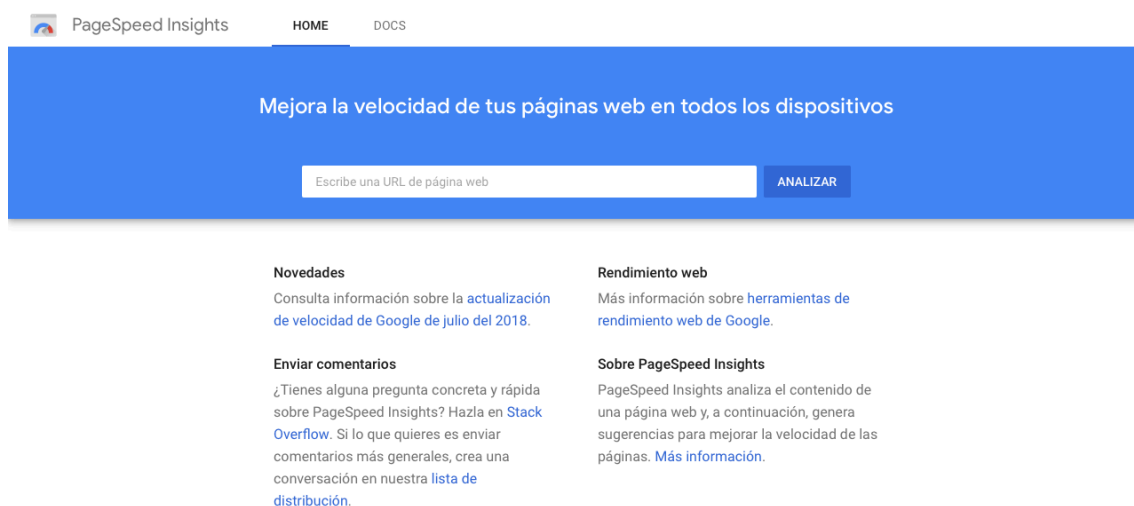 PageSpeed Insights
HOME
DOCS
Mejora la velocidad de tus páginas web en todos los dispositivos
Escribe una URL de página web
ANALIZAR
Novedades
Consulta información sobre la actualización
de velocidad de Google de julio del 2018.
Rendimiento web
Más información sobre herramientas de
rendimiento web de Google.
Enviar comentarios
¿Tienes alguna pregunta concreta y rápida
sobre PageSpeed Insights? Hazla en Stack
Overflow. Si lo que quieres es enviar
comentarios más generales, crea una
conversación en nuestra lista de
distribución.
Sobre PageSpeed Insights
PageSpeed Insights analiza el contenido de
una página web y, a continuación, genera
sugerencias para mejorar la velocidad de las
páginas. Más información.